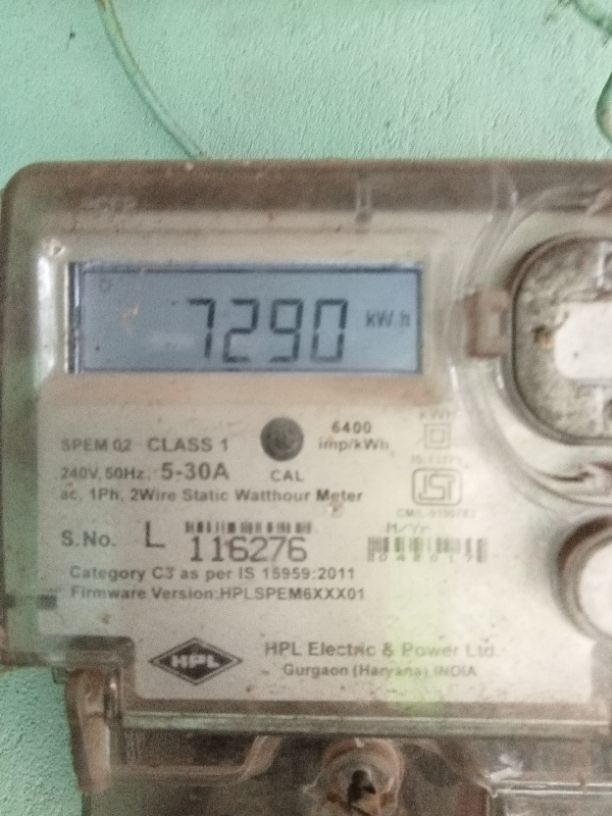 7290 kW h
SPEM 02 CLASS 1
6400
imp/kWh
240V, 50Hz, 5-30A
CAL
ac, 1Ph, 2Wire Static Watthour Meter
S.No. L 116276
M/Yr
Category C3 as per IS 15959:2011
Firmware Version:HPLSPEM6XXX01
HPL
HPL Electric & Power Ltd.
Gurgaon (Haryana) INDIA
KWH
ISI